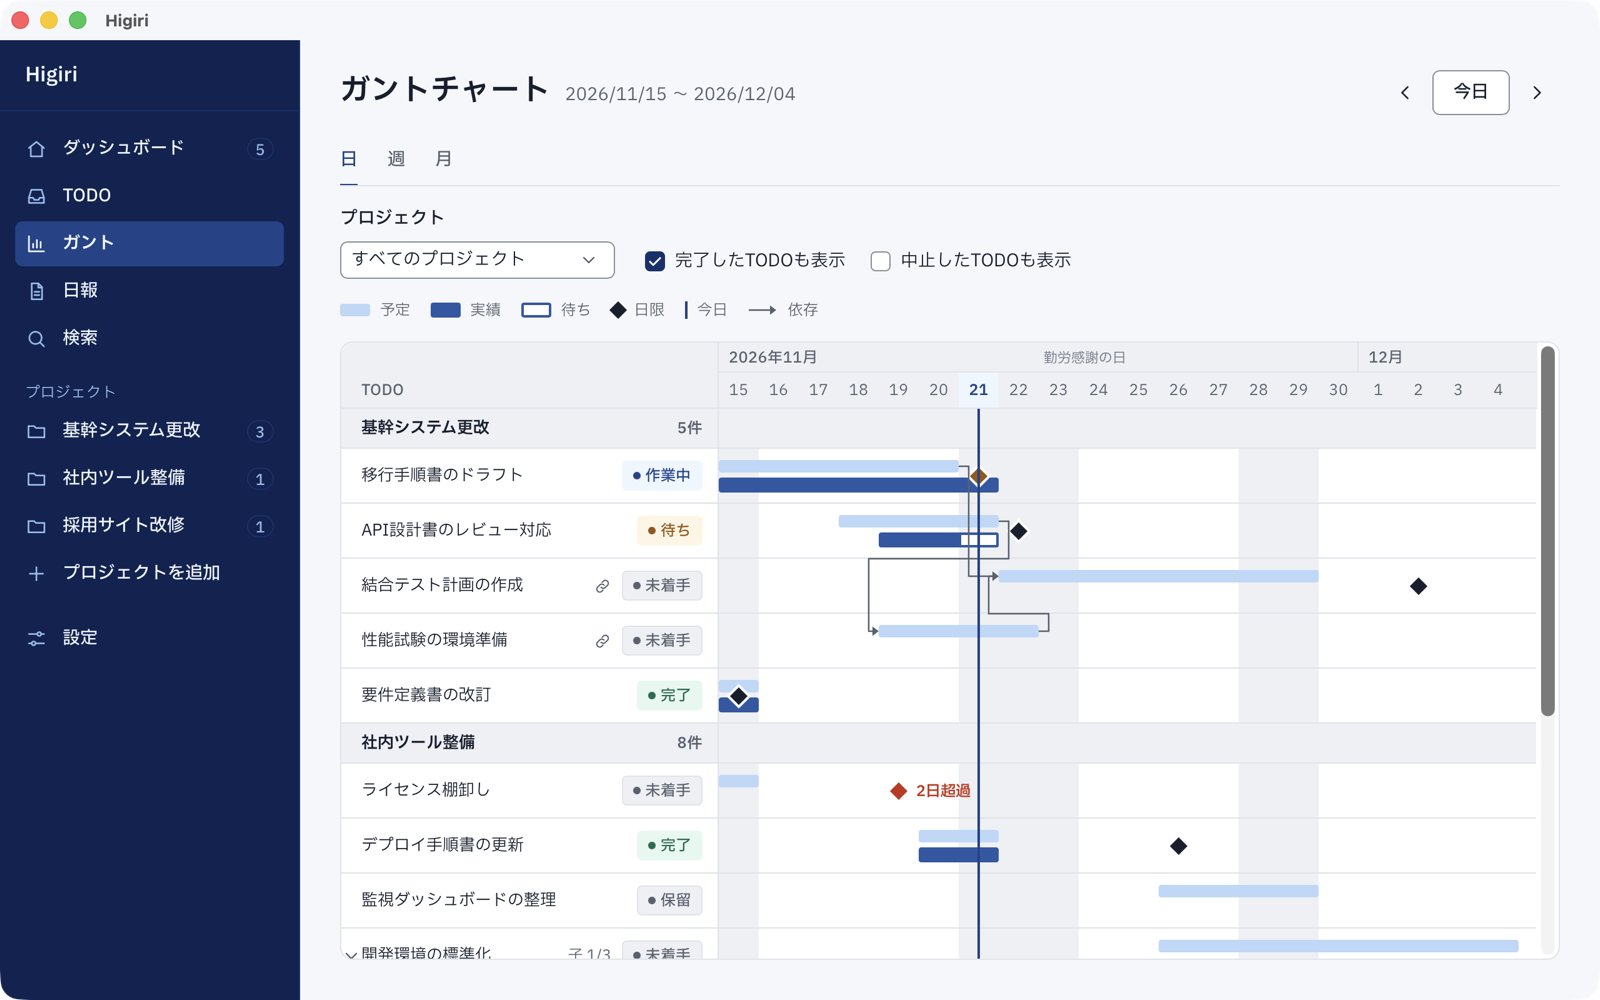 Higiri
Higiri
ダッシュボード 5
TODO
ガント
日報
検索
プロジェクト
基幹システム更改 3
社内ツール整備 1
採用サイト改修 1
プロジェクトを追加
設定
ガントチャート 2026/11/15 ～ 2026/12/04
今日
日 週 月
プロジェクト
すべてのプロジェクト 完了したTODOも表示 中止したTODOも表示
予定 実績 待ち 日限 今日 依存
2026年11月 勤労感謝の日 12月
TODO 15 16 17 18 19 20 21 22 23 24 25 26 27 28 29 30 1 2 3 4
基幹システム更改 5件
移行手順書のドラフト 作業中
API設計書のレビュー対応 待ち
結合テスト計画の作成 未着手
性能試験の環境準備 未着手
要件定義書の改訂 完了
社内ツール整備 8件
ライセンス棚卸し 未着手 2日超過
デプロイ手順書の更新 完了
監視ダッシュボードの整理 保留
開発環境の標準化 子 1/3 未着手